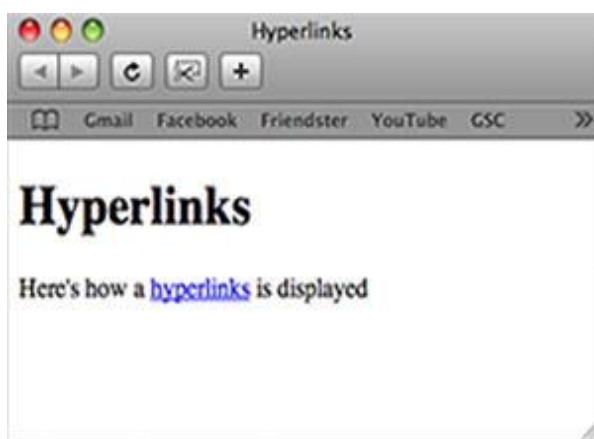 Hyperlinks
Gmail Facebook Friendster YouTube GSC
Hyperlinks
Here's how a hyperlinks is displayed